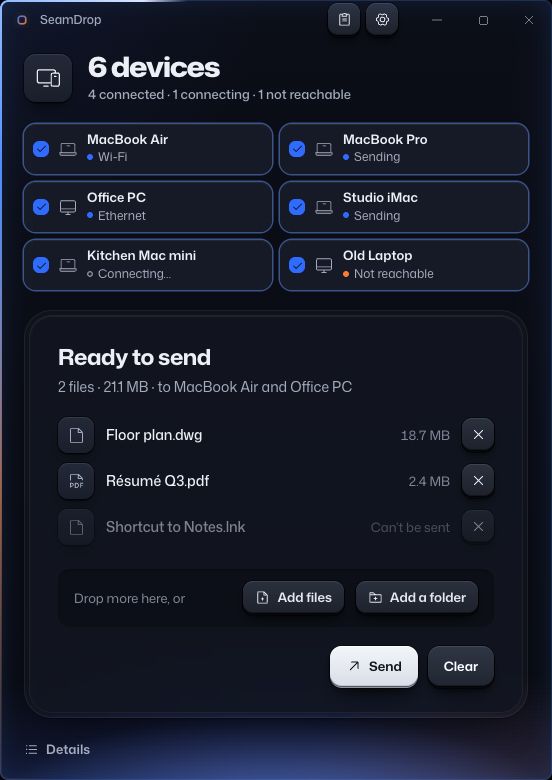 SeamDrop
6 devices
4 connected · 1 connecting · 1 not reachable
MacBook Air
Wi-Fi
MacBook Pro
Sending
Office PC
Ethernet
Studio iMac
Sending
Kitchen Mac mini
Connecting...
Old Laptop
Not reachable
Ready to send
2 files · 21.1 MB · to MacBook Air and Office PC
Floor plan.dwg 18.7 MB
PDF Résumé Q3.pdf 2.4 MB
Shortcut to Notes.lnk Can't be sent
Drop more here, or Add files Add a folder
Send Clear
Details